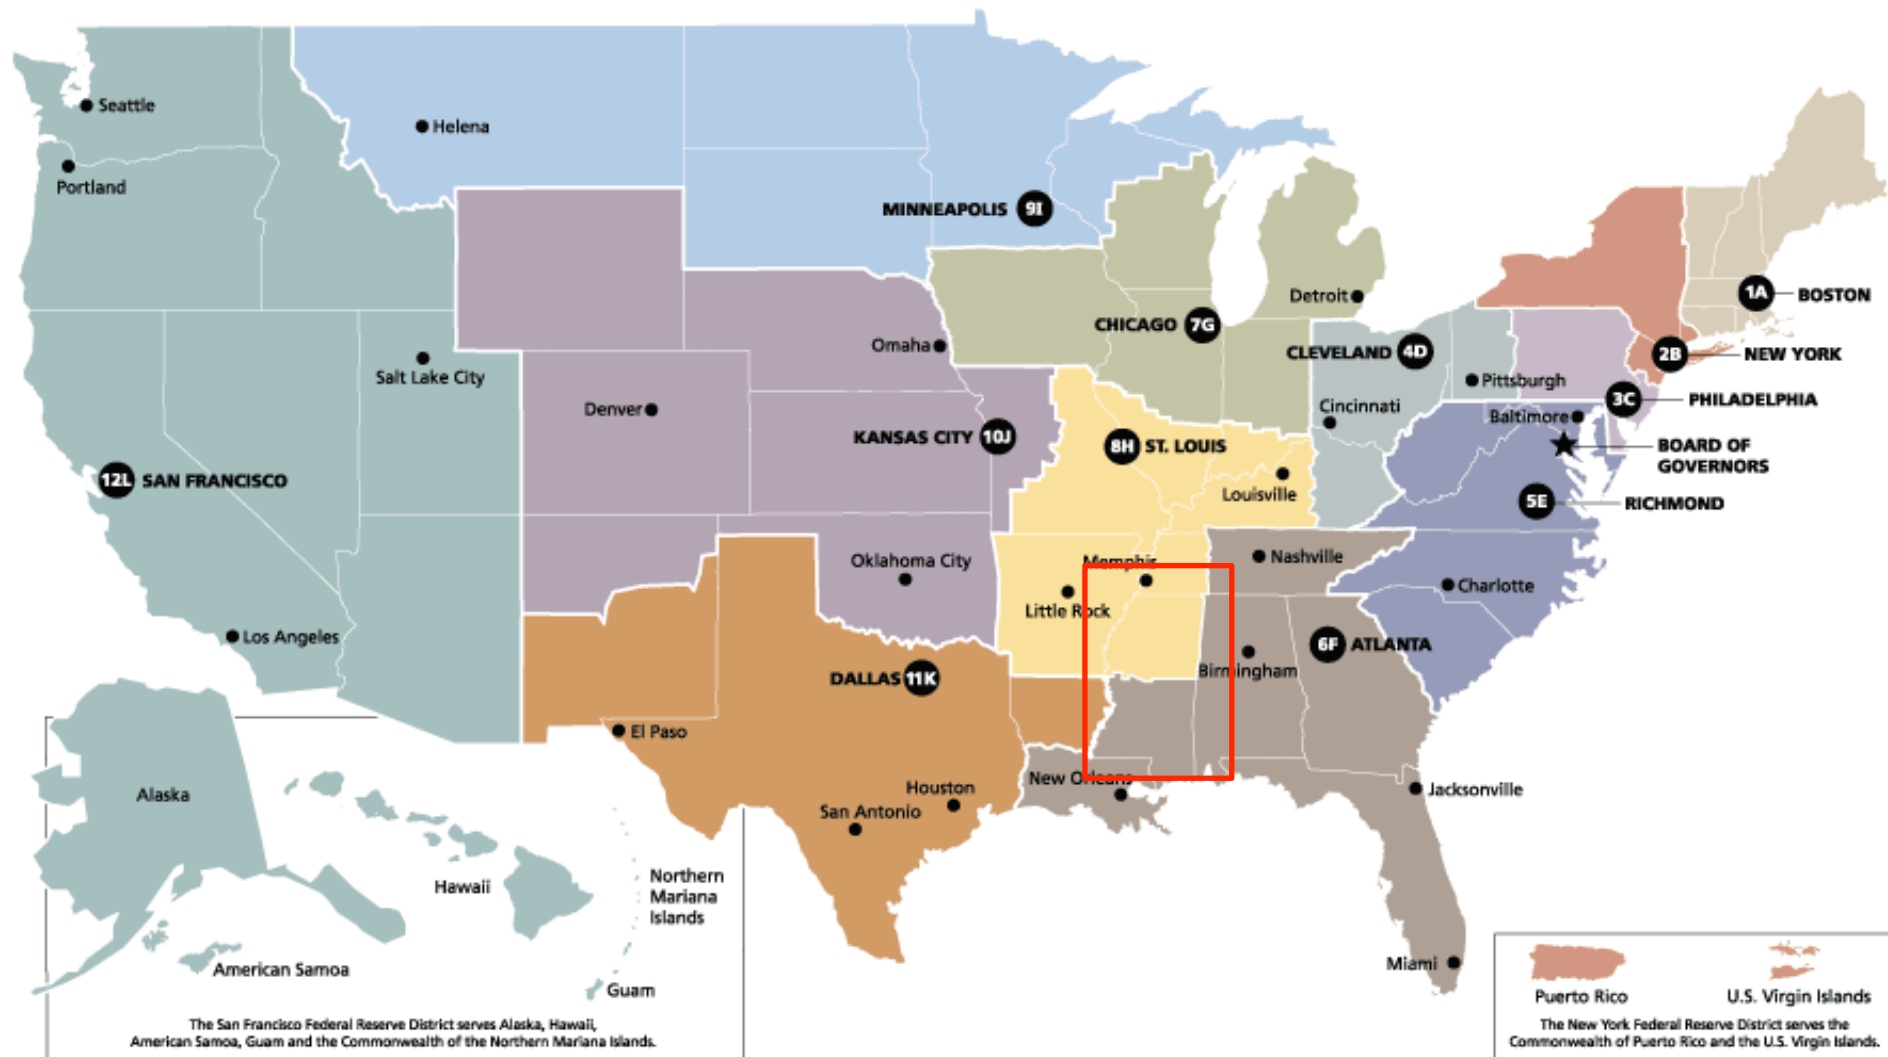 Seattle
Helena
Portland
MINNEAPOLIS 9I
Detroit
1A BOSTON
CHICAGO 7G
Omaha
CLEVELAND 4D
2B NEW YORK
Salt Lake City
Pittsburgh
Denver
Cincinnati
3C PHILADELPHIA
Baltimore
KANSAS CITY 10J
8H ST. LOUIS
BOARD OF
GOVERNORS
12L SAN FRANCISCO
Louisville
5E RICHMOND
Oklahoma City
Memphis
Nashville
Charlotte
Little Rock
Los Angeles
6F ATLANTA
Birmingham
DALLAS 11K
El Paso
New Orleans
Houston
Jacksonville
San Antonio
Alaska
Hawaii
Northern
Mariana
Islands
American Samoa
Guam
Miami
The San Francisco Federal Reserve District serves Alaska, Hawaii,
American Samoa, Guam and the Commonwealth of the Northern Mariana Islands.
Puerto Rico
U.S. Virgin Islands
The New York Federal Reserve District serves the
Commonwealth of Puerto Rico and the U.S. Virgin Islands.